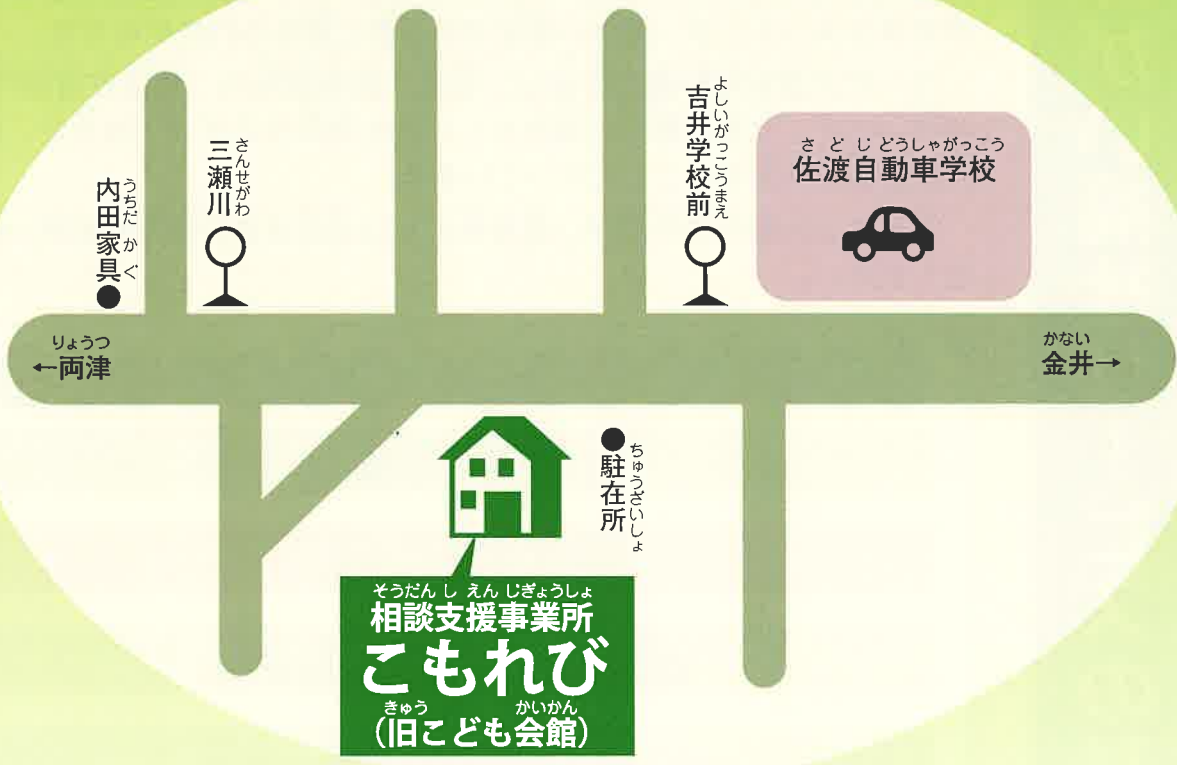 よしいがっこうまえ
吉井学校前
さどじどうしゃがっこう
佐渡自動車学校
さんせがわ
三瀬川
うちだかぐ
内田家具
りょうつ
←両津
かない
金井→
ちゅうざいしょ
駐在所
そうだんしえんじぎょうしょ
相談支援事業所
こもれび
きゅう かいかん
(旧こども会館)